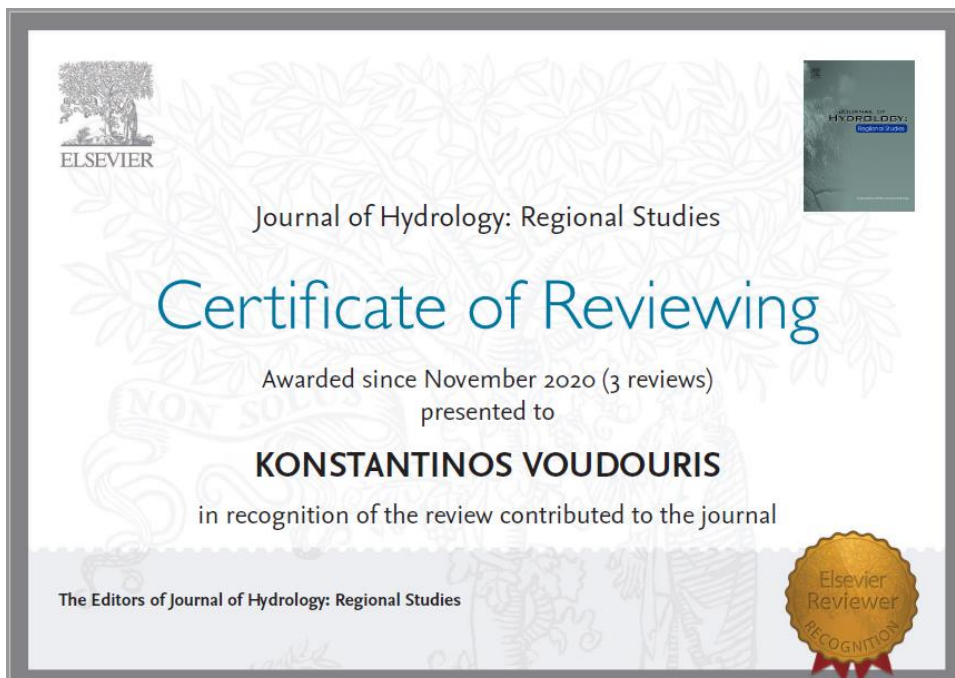 ELSEVIER
JOURNAL OF
HYDROLOGY:
Regional Studies
Journal of Hydrology: Regional Studies
Certificate of Reviewing
Awarded since November 2020 (3 reviews)
presented to
KONSTANTINOS VOUDOURIS
in recognition of the review contributed to the journal
NON SOLUS
The Editors of Journal of Hydrology: Regional Studies
Elsevier
Reviewer
RECOGNITION